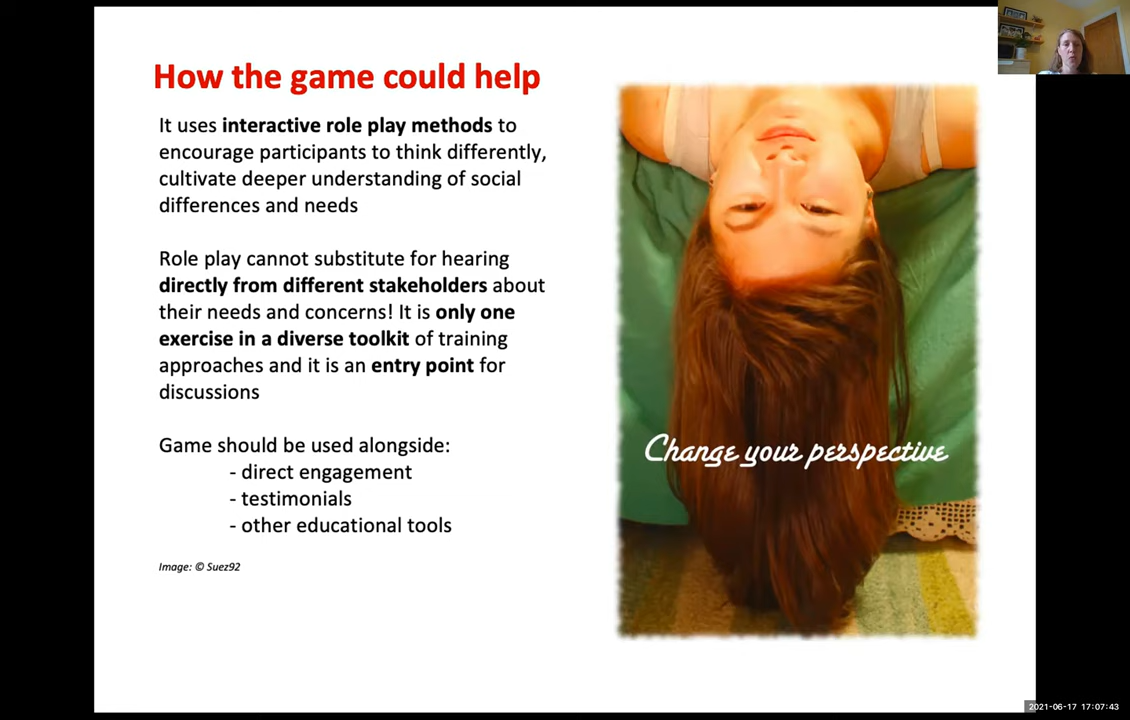 How the game could help
It uses interactive role play methods to
encourage participants to think differently,
cultivate deeper understanding of social
differences and needs
Role play cannot substitute for hearing
directly from different stakeholders about
their needs and concerns! It is only one
exercise in a diverse toolkit of training
approaches and it is an entry point for
discussions
Game should be used alongside:
- direct engagement
- testimonials
- other educational tools
Image: © Suez92
Change your perspective
2021-06-17 17:07:43